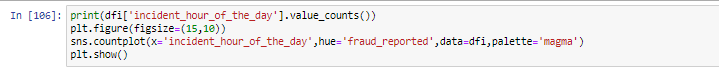 In [106]: print(dfi['incident_hour_of_the_day'].value_counts())
plt.figure(figsize=(15,10))
sns.countplot(x='incident_hour_of_the_day',hue='fraud_reported',data=dfi,palette='magma')
plt.show()